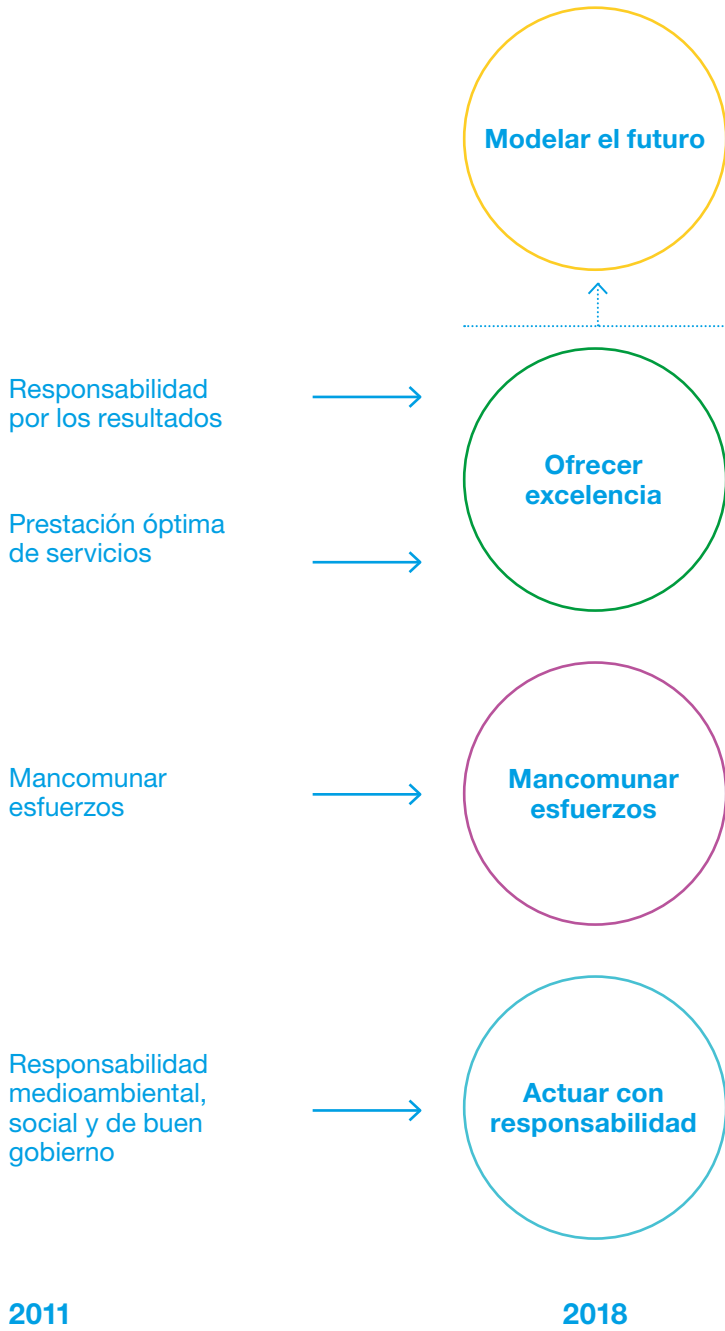 Modelar el futuro
Responsabilidad
por los resultados
Ofrecer
excelencia
Prestación óptima
de servicios
Mancomunar
esfuerzos
Mancomunar
esfuerzos
Responsabilidad
medioambiental,
social y de buen
gobierno
Actuar con
responsabilidad
2011
2018